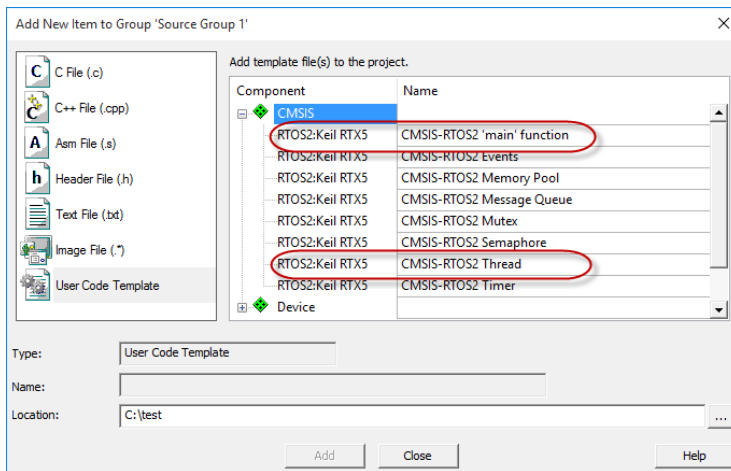 Add New Item to Group 'Source Group 1'
C File (.c)
C++ File (.cpp)
Asm File (.s)
Header File (.h)
Text File (.txt)
Image File (.*)
User Code Template
Add template file(s) to the project.
Component Name
CMSIS
RTOS2:Keil RTX5 CMSIS-RTOS2 'main' function
RTOS2:Keil RTX5 CMSIS-RTOS2 Events
RTOS2:Keil RTX5 CMSIS-RTOS2 Memory Pool
RTOS2:Keil RTX5 CMSIS-RTOS2 Message Queue
RTOS2:Keil RTX5 CMSIS-RTOS2 Mutex
RTOS2:Keil RTX5 CMSIS-RTOS2 Semaphore
RTOS2:Keil RTX5 CMSIS-RTOS2 Thread
RTOS2:Keil RTX5 CMSIS-RTOS2 Timer
Device
Type: User Code Template
Name:
Location: C:\test ...
Add Close Help